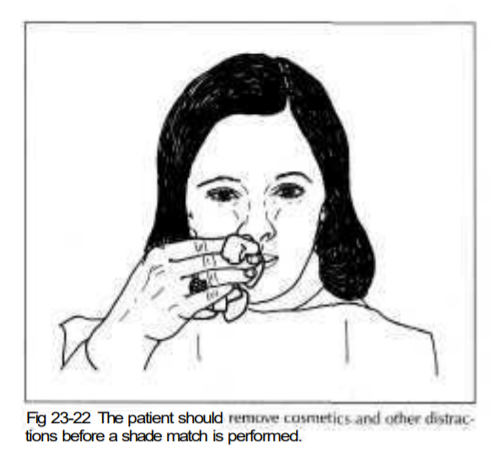 Fig 23-22 The patient should remove cosmetics and other distrac-
tions before a shade match is performed.